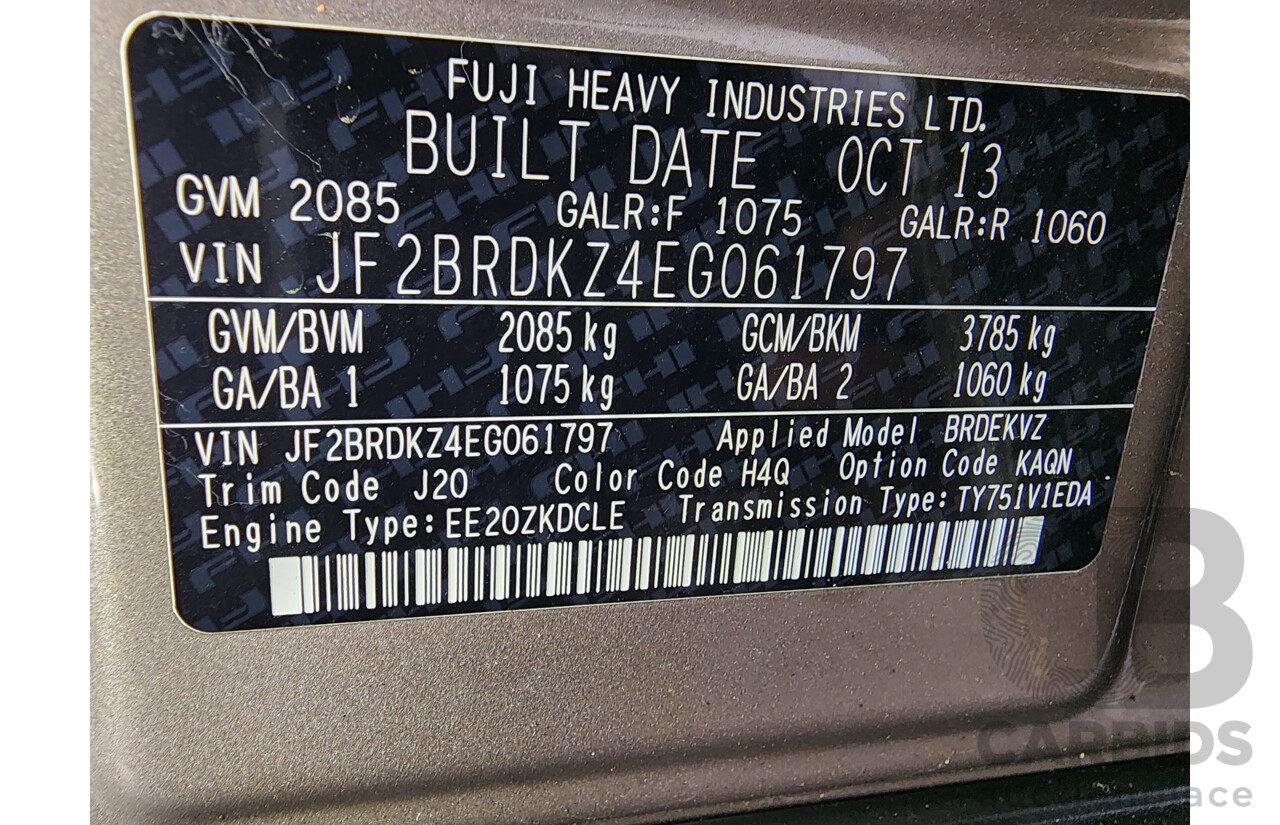 FUJI HEAVY INDUSTRIES LTD.
BUILT DATE OCT 13
GVM 2085 GALR:F 1075 GALR:R 1060
VIN JF2BRDKZ4EG061797
GVM/BVM 2085 kg GCM/BKM 3785 kg
GA/BA 1 1075 kg GA/BA 2 1060 kg
VIN JF2BRDKZ4EG061797 Applied Model BRDEKVZ
Trim Code J20 Color Code H4Q Option Code KAQN
Engine Type:EE20ZKDCLE Transmission Type:TY751V1EDA
CARBIDS